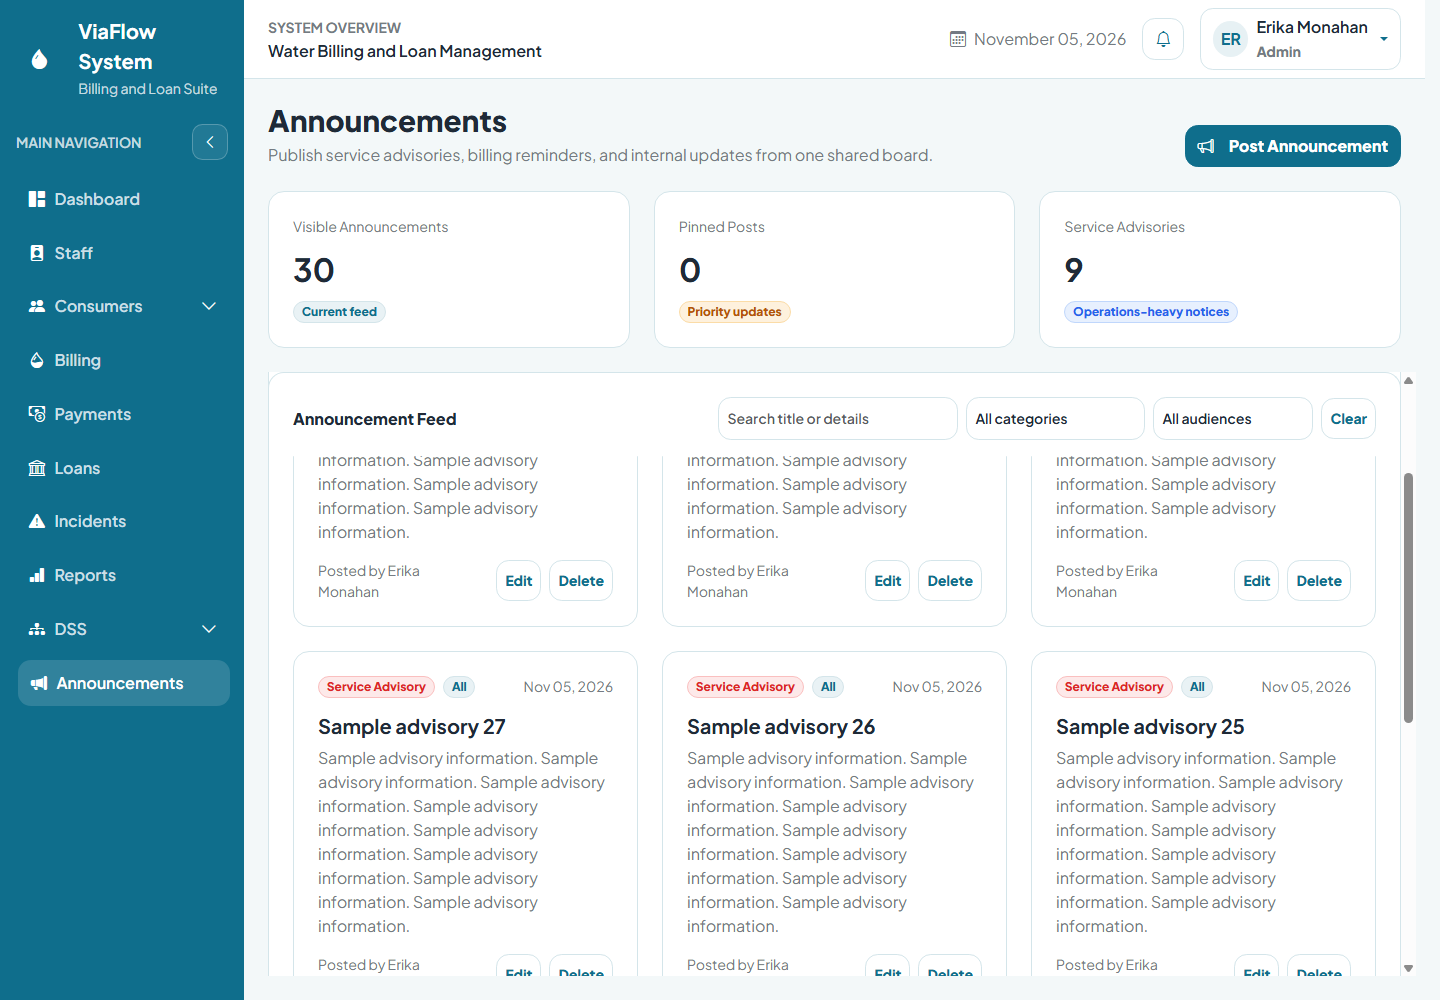 ViaFlow
System
Billing and Loan Suite
MAIN NAVIGATION
Dashboard
Staff
Consumers
Billing
Payments
Loans
Incidents
Reports
DSS
Announcements
SYSTEM OVERVIEW
Water Billing and Loan Management
November 05, 2026
ER
Erika Monahan
Admin
Announcements
Publish service advisories, billing reminders, and internal updates from one shared board.
Post Announcement
Visible Announcements
30
Current feed
Pinned Posts
0
Priority updates
Service Advisories
9
Operations-heavy notices
Announcement Feed
Search title or details
All categories
All audiences
Clear
information. Sample advisory
information. Sample advisory
information. Sample advisory
information.
Posted by Erika
Monahan
Edit
Delete
information. Sample advisory
information. Sample advisory
information. Sample advisory
information.
Posted by Erika
Monahan
Edit
Delete
information. Sample advisory
information. Sample advisory
information. Sample advisory
information.
Posted by Erika
Monahan
Edit
Delete
Service Advisory
All
Nov 05, 2026
Sample advisory 27
Sample advisory information. Sample
advisory information. Sample advisory
information. Sample advisory
information. Sample advisory
information. Sample advisory
information. Sample advisory
information. Sample advisory
information.
Posted by Erika
Edit
Delete
Service Advisory
All
Nov 05, 2026
Sample advisory 26
Sample advisory information. Sample
advisory information. Sample advisory
information. Sample advisory
information. Sample advisory
information. Sample advisory
information. Sample advisory
information. Sample advisory
information.
Posted by Erika
Edit
Delete
Service Advisory
All
Nov 05, 2026
Sample advisory 25
Sample advisory information. Sample
advisory information. Sample advisory
information. Sample advisory
information. Sample advisory
information. Sample advisory
information. Sample advisory
information. Sample advisory
information.
Posted by Erika
Edit
Delete